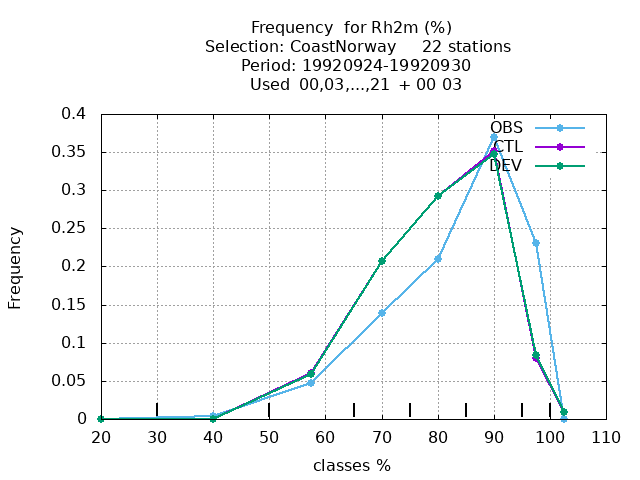 Frequency  for Rh2m (%)
Selection: CoastNorway     22 stations
Period: 19920924-19920930
Used  00,03,...,21  + 00 03
OBS
CTL
DEV
Frequency
0.4
0.35
0.3
0.25
0.2
0.15
0.1
0.05
0
20 30 40 50 60 70 80 90 100 110
classes %